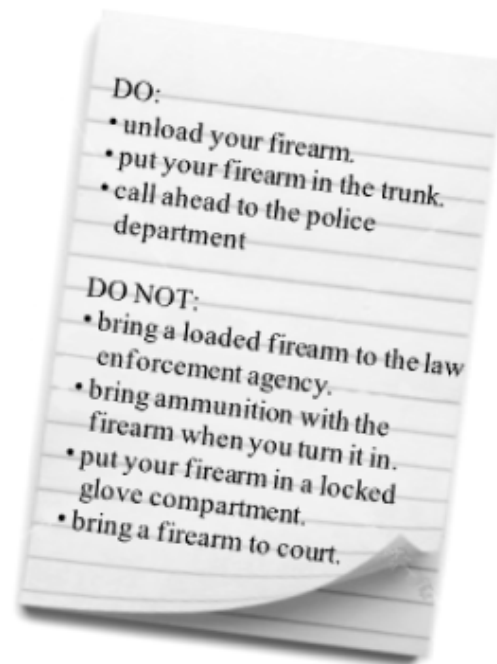 DO:
• unload your firearm.
• put your firearm in the trunk.
• call ahead to the police
department
DO NOT:
• bring a loaded firearm to the law
enforcement agency.
• bring ammunition with the
firearm when you turn it in.
• put your firearm in a locked
glove compartment.
• bring a firearm to court.